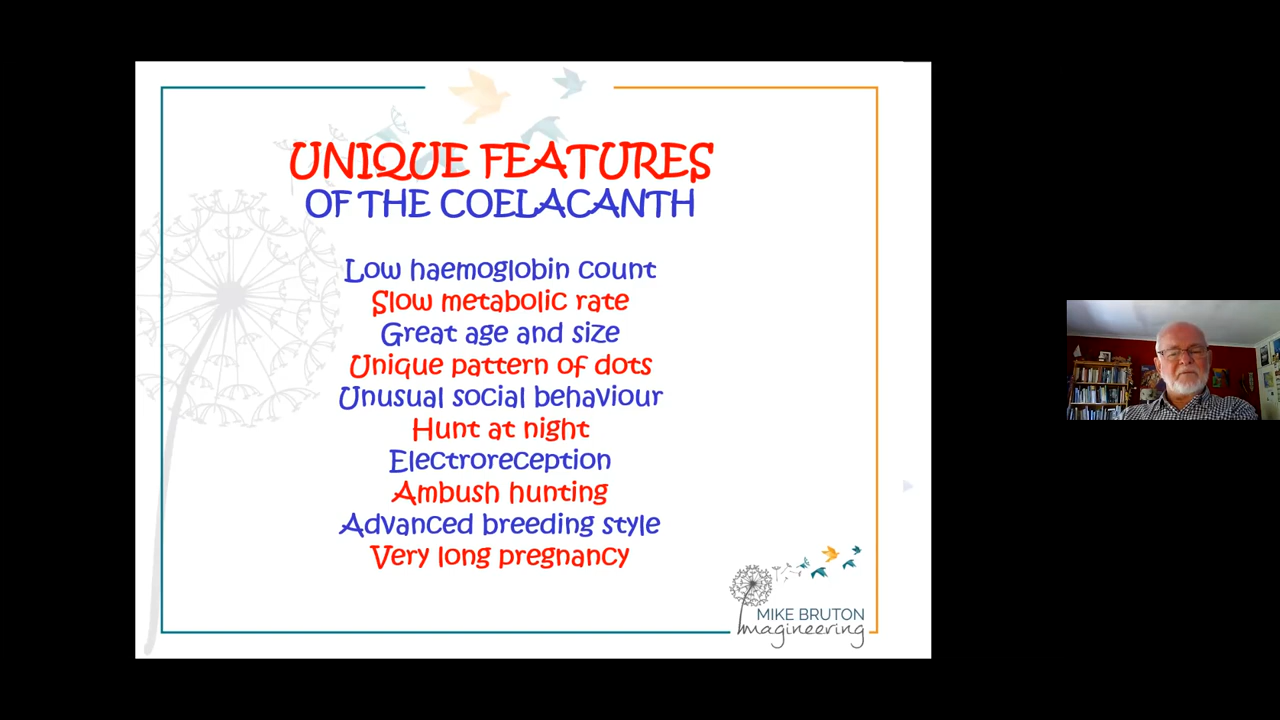 UNIQUE FEATURES
OF THE COELACANTH
Low haemoglobin count
Slow metabolic rate
Great age and size
Unique pattern of dots
Unusual social behaviour
Hunt at night
Electroreception
Ambush hunting
Advanced breeding style
Very long pregnancy
MIKE BRUTON
Imagineering